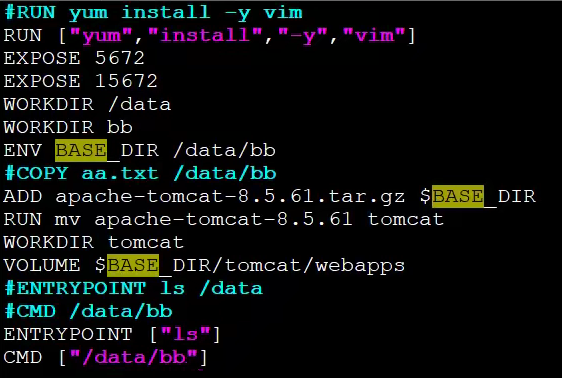 #RUN yum install -y vim
RUN ["yum","install","-y","vim"]
EXPOSE 5672
EXPOSE 15672
WORKDIR /data
WORKDIR bb
ENV BASE_DIR /data/bb
#COPY aa.txt /data/bb
ADD apache-tomcat-8.5.61.tar.gz $BASE_DIR
RUN mv apache-tomcat-8.5.61 tomcat
WORKDIR tomcat
VOLUME $BASE_DIR/tomcat/webapps
#ENTRYPOINT ls /data
#CMD /data/bb
ENTRYPOINT ["ls"]
CMD ["/data/bb"]